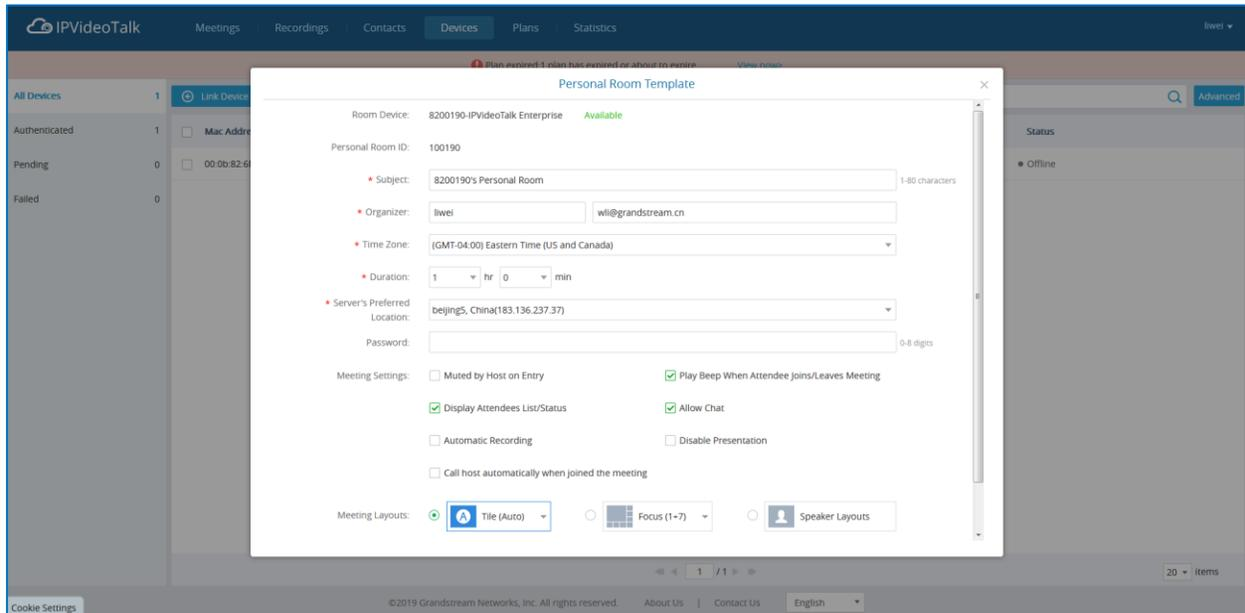 IPVideoTalk
Meetings
Recordings
Contacts
Devices
Plans
Statistics
liwei
Plan expired 1 plan has expired or about to expire
View now>
All Devices 1
Authenticated 1
Pending 0
Failed 0
Link Device
Advanced
Mac Addre
Status
00:0b:82:6
Offline
Personal Room Template
Room Device: 8200190-IPVideoTalk Enterprise Available
Personal Room ID: 100190
* Subject: 8200190's Personal Room 1-80 characters
* Organizer: liwei wli@grandstream.cn
* Time Zone: (GMT-04:00) Eastern Time (US and Canada)
* Duration: 1 hr 0 min
* Server's Preferred
Location: beijing5, China(183.136.237.37)
Password: 0-8 digits
Meeting Settings: Muted by Host on Entry Play Beep When Attendee Joins/Leaves Meeting
Display Attendees List/Status Allow Chat
Automatic Recording Disable Presentation
Call host automatically when joined the meeting
Meeting Layouts: A Tile (Auto) Focus (1+7) Speaker Layouts
1 / 1
20 items
©2019 Grandstream Networks, Inc. All rights reserved. About Us | Contact Us English
Cookie Settings